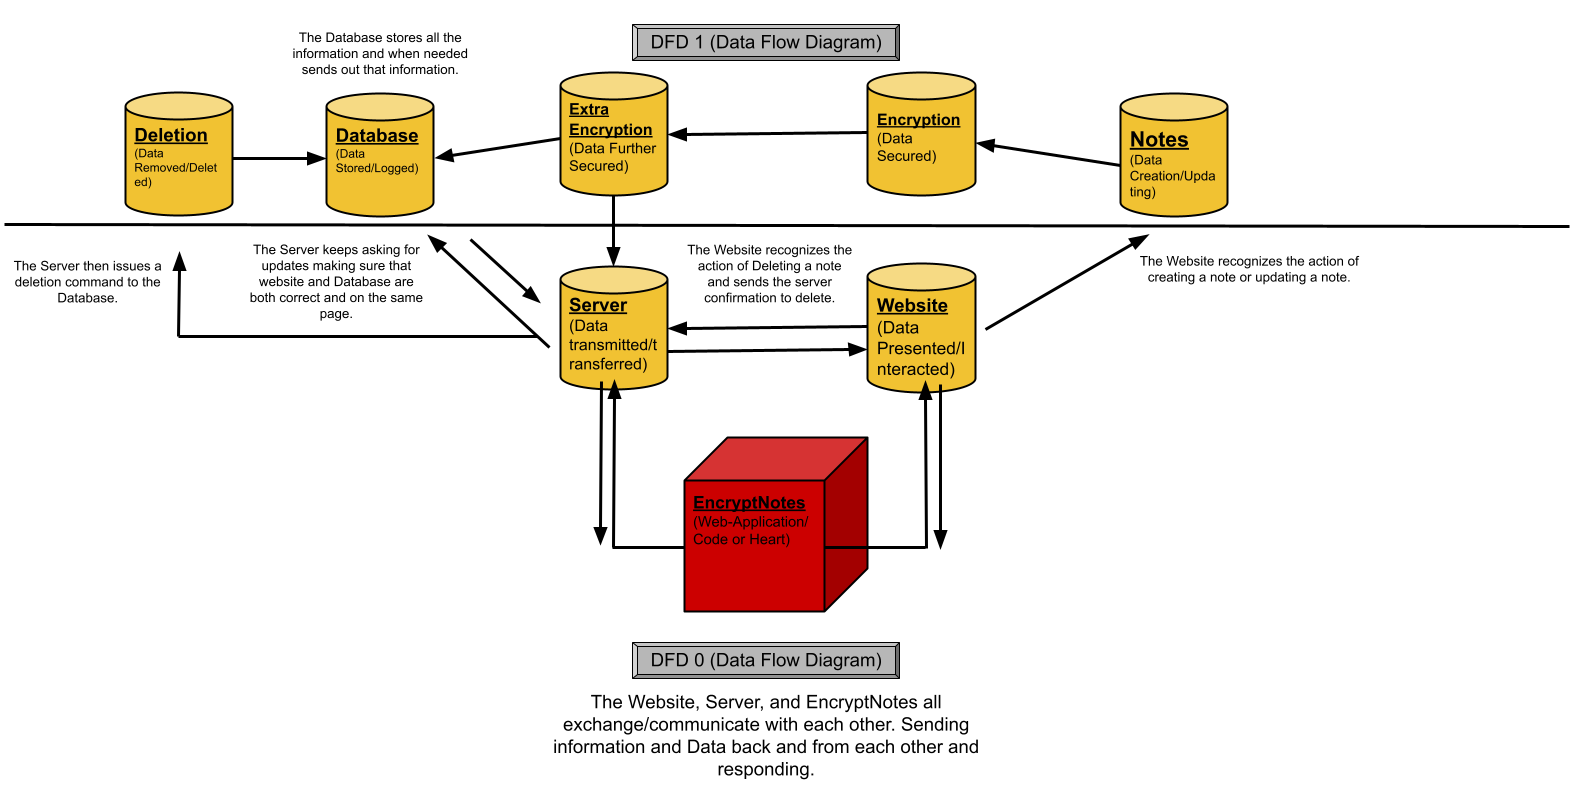 DFD 1 (Data Flow Diagram)
The Database stores all the
information and when needed
sends out that information.
Deletion
(Data
Removed/Delet
ed)
Database
(Data
Stored/Logged)
Extra
Encryption
(Data Further
Secured)
Encryption
(Data
Secured)
Notes
(Data
Creation/Upda
ting)
The Server then issues a
deletion command to the
Database.
The Server keeps asking for
updates making sure that
website and Database are
both correct and on the same
page.
Server
(Data
transmitted/t
ransferred)
The Website recognizes the
action of Deleting a note
and sends the server
confirmation to delete.
Website
(Data
Presented/I
nteracted)
The Website recognizes the action of
creating a note or updating a note.
EncryptNotes
(Web-Application/
Code or Heart)
DFD 0 (Data Flow Diagram)
The Website, Server, and EncryptNotes all
exchange/communicate with each other. Sending
information and Data back and from each other and
responding.